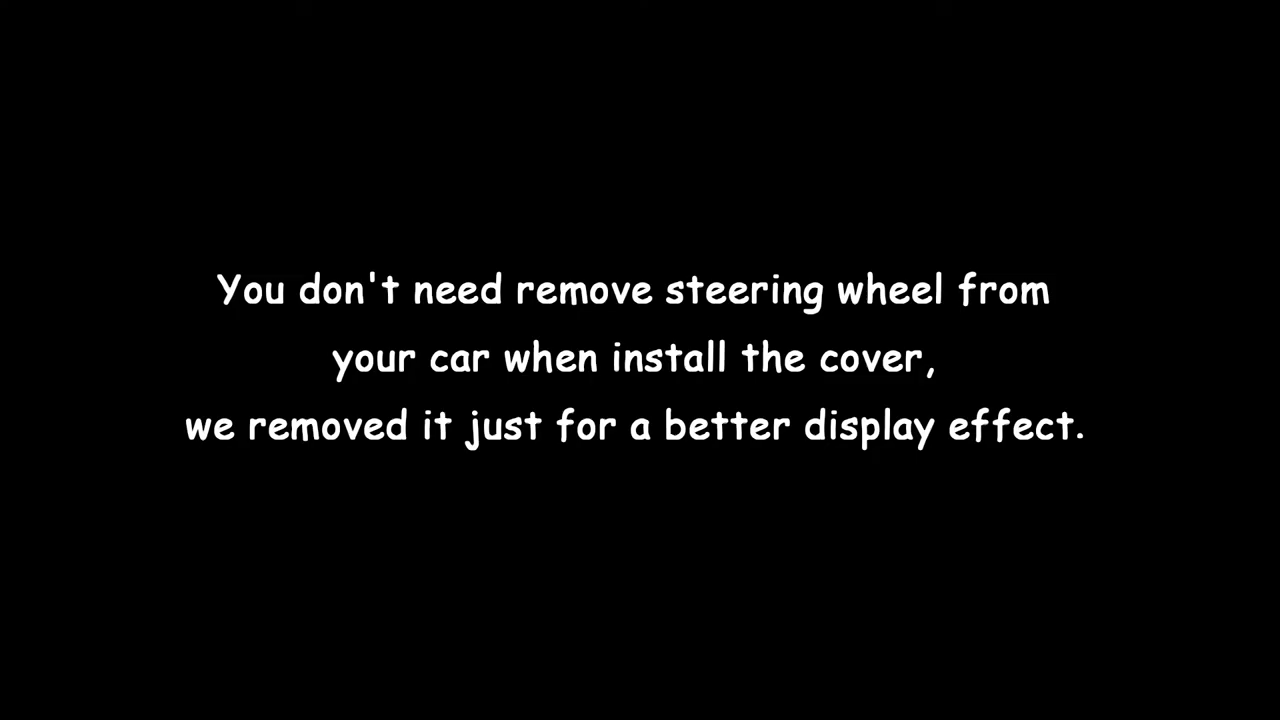 You don't need remove steering wheel from
your car when install the cover,
we removed it just for a better display effect.